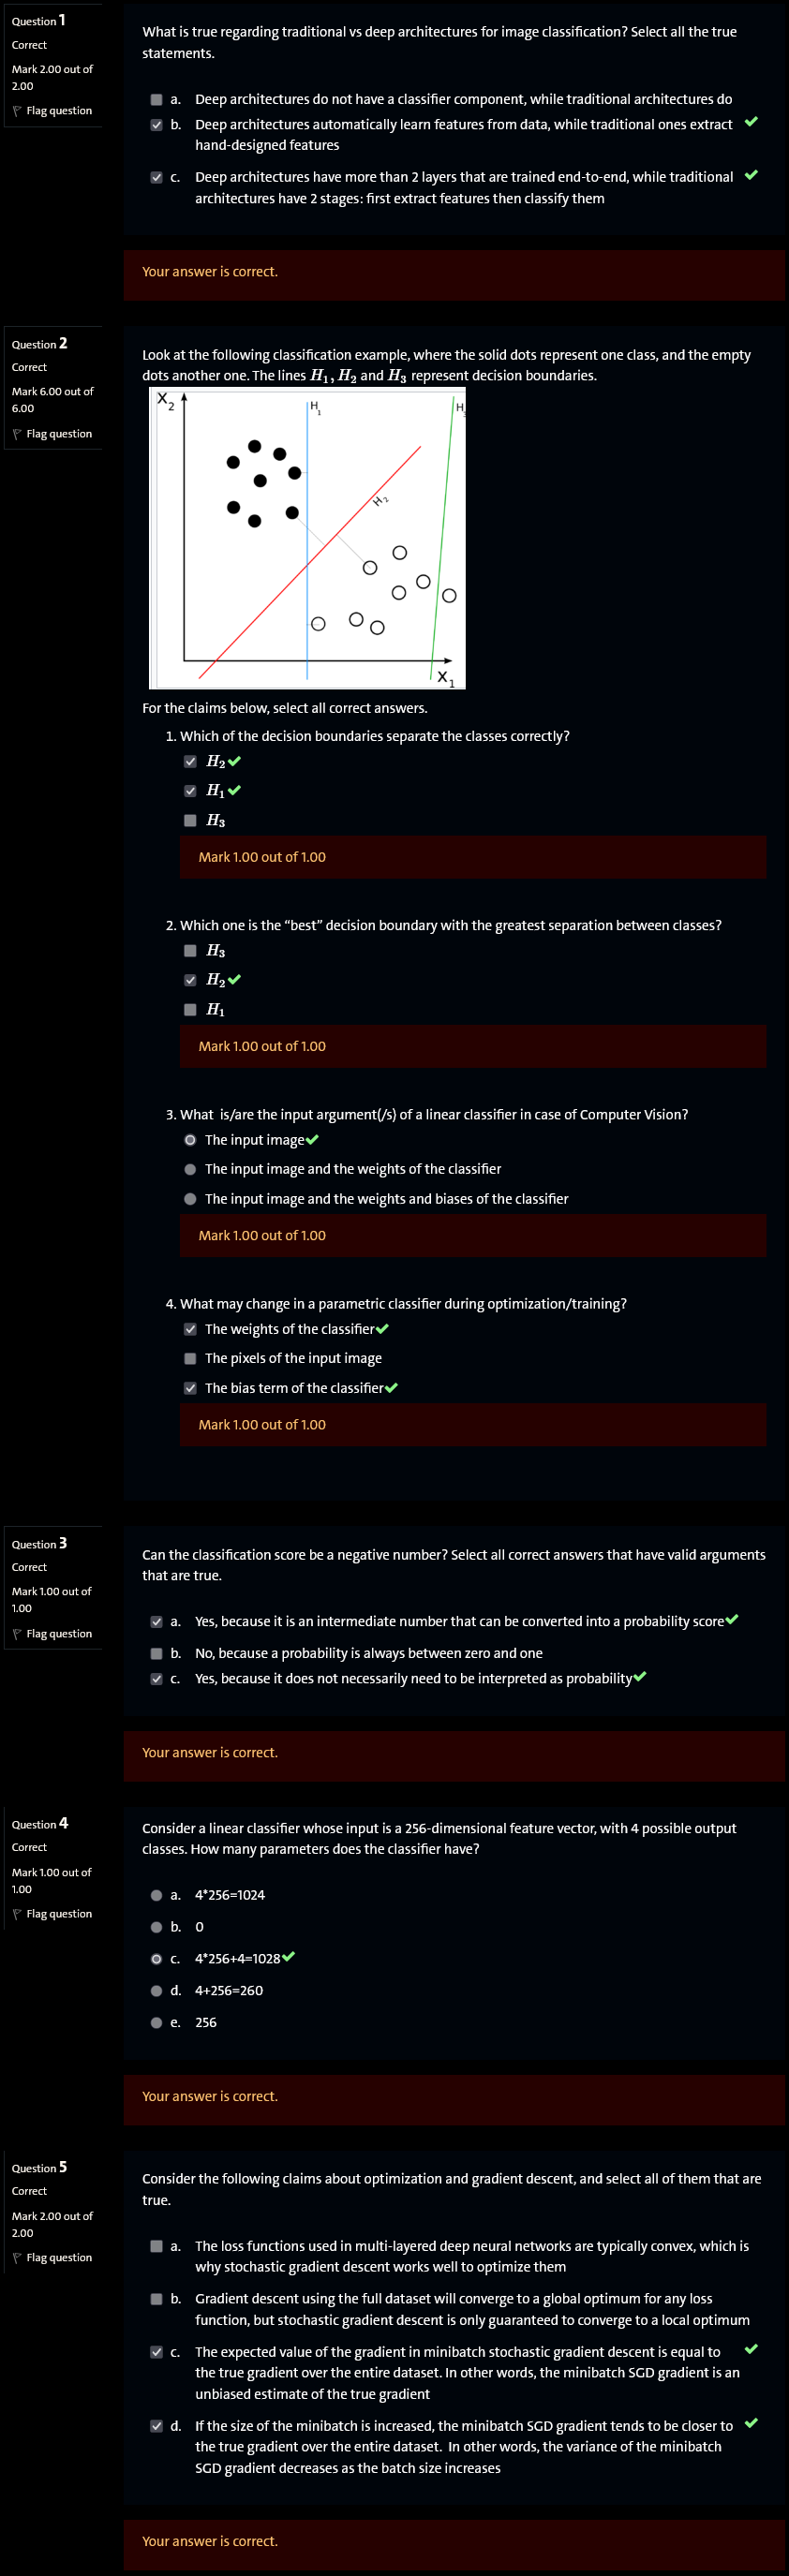 Question 1
Correct
Mark 2.00 out of
2.00
Flag question
What is true regarding traditional vs deep architectures for image classification? Select all the true
statements.
a. Deep architectures do not have a classifier component, while traditional architectures do
b. Deep architectures automatically learn features from data, while traditional ones extract
hand-designed features
c. Deep architectures have more than 2 layers that are trained end-to-end, while traditional
architectures have 2 stages: first extract features then classify them
Your answer is correct.
Question 2
Correct
Mark 6.00 out of
6.00
Flag question
Look at the following classification example, where the solid dots represent one class, and the empty
dots another one. The lines H₁, H₂ and H₃ represent decision boundaries.
X₂
H₁
H₂
H₃
X₁
For the claims below, select all correct answers.
1. Which of the decision boundaries separate the classes correctly?
H₂
H₁
H₃
Mark 1.00 out of 1.00
2. Which one is the “best” decision boundary with the greatest separation between classes?
H₃
H₂
H₁
Mark 1.00 out of 1.00
3. What is/are the input argument(/s) of a linear classifier in case of Computer Vision?
The input image
The input image and the weights of the classifier
The input image and the weights and biases of the classifier
Mark 1.00 out of 1.00
4. What may change in a parametric classifier during optimization/training?
The weights of the classifier
The pixels of the input image
The bias term of the classifier
Mark 1.00 out of 1.00
Question 3
Correct
Mark 1.00 out of
1.00
Flag question
Can the classification score be a negative number? Select all correct answers that have valid arguments
that are true.
a. Yes, because it is an intermediate number that can be converted into a probability score
b. No, because a probability is always between zero and one
c. Yes, because it does not necessarily need to be interpreted as probability
Your answer is correct.
Question 4
Correct
Mark 1.00 out of
1.00
Flag question
Consider a linear classifier whose input is a 256-dimensional feature vector, with 4 possible output
classes. How many parameters does the classifier have?
a. 4*256=1024
b. 0
c. 4*256+4=1028
d. 4+256=260
e. 256
Your answer is correct.
Question 5
Correct
Mark 2.00 out of
2.00
Flag question
Consider the following claims about optimization and gradient descent, and select all of them that are
true.
a. The loss functions used in multi-layered deep neural networks are typically convex, which is
why stochastic gradient descent works well to optimize them
b. Gradient descent using the full dataset will converge to a global optimum for any loss
function, but stochastic gradient descent is only guaranteed to converge to a local optimum
c. The expected value of the gradient in minibatch stochastic gradient descent is equal to
the true gradient over the entire dataset. In other words, the minibatch SGD gradient is an
unbiased estimate of the true gradient
d. If the size of the minibatch is increased, the minibatch SGD gradient tends to be closer to
the true gradient over the entire dataset. In other words, the variance of the minibatch
SGD gradient decreases as the batch size increases
Your answer is correct.